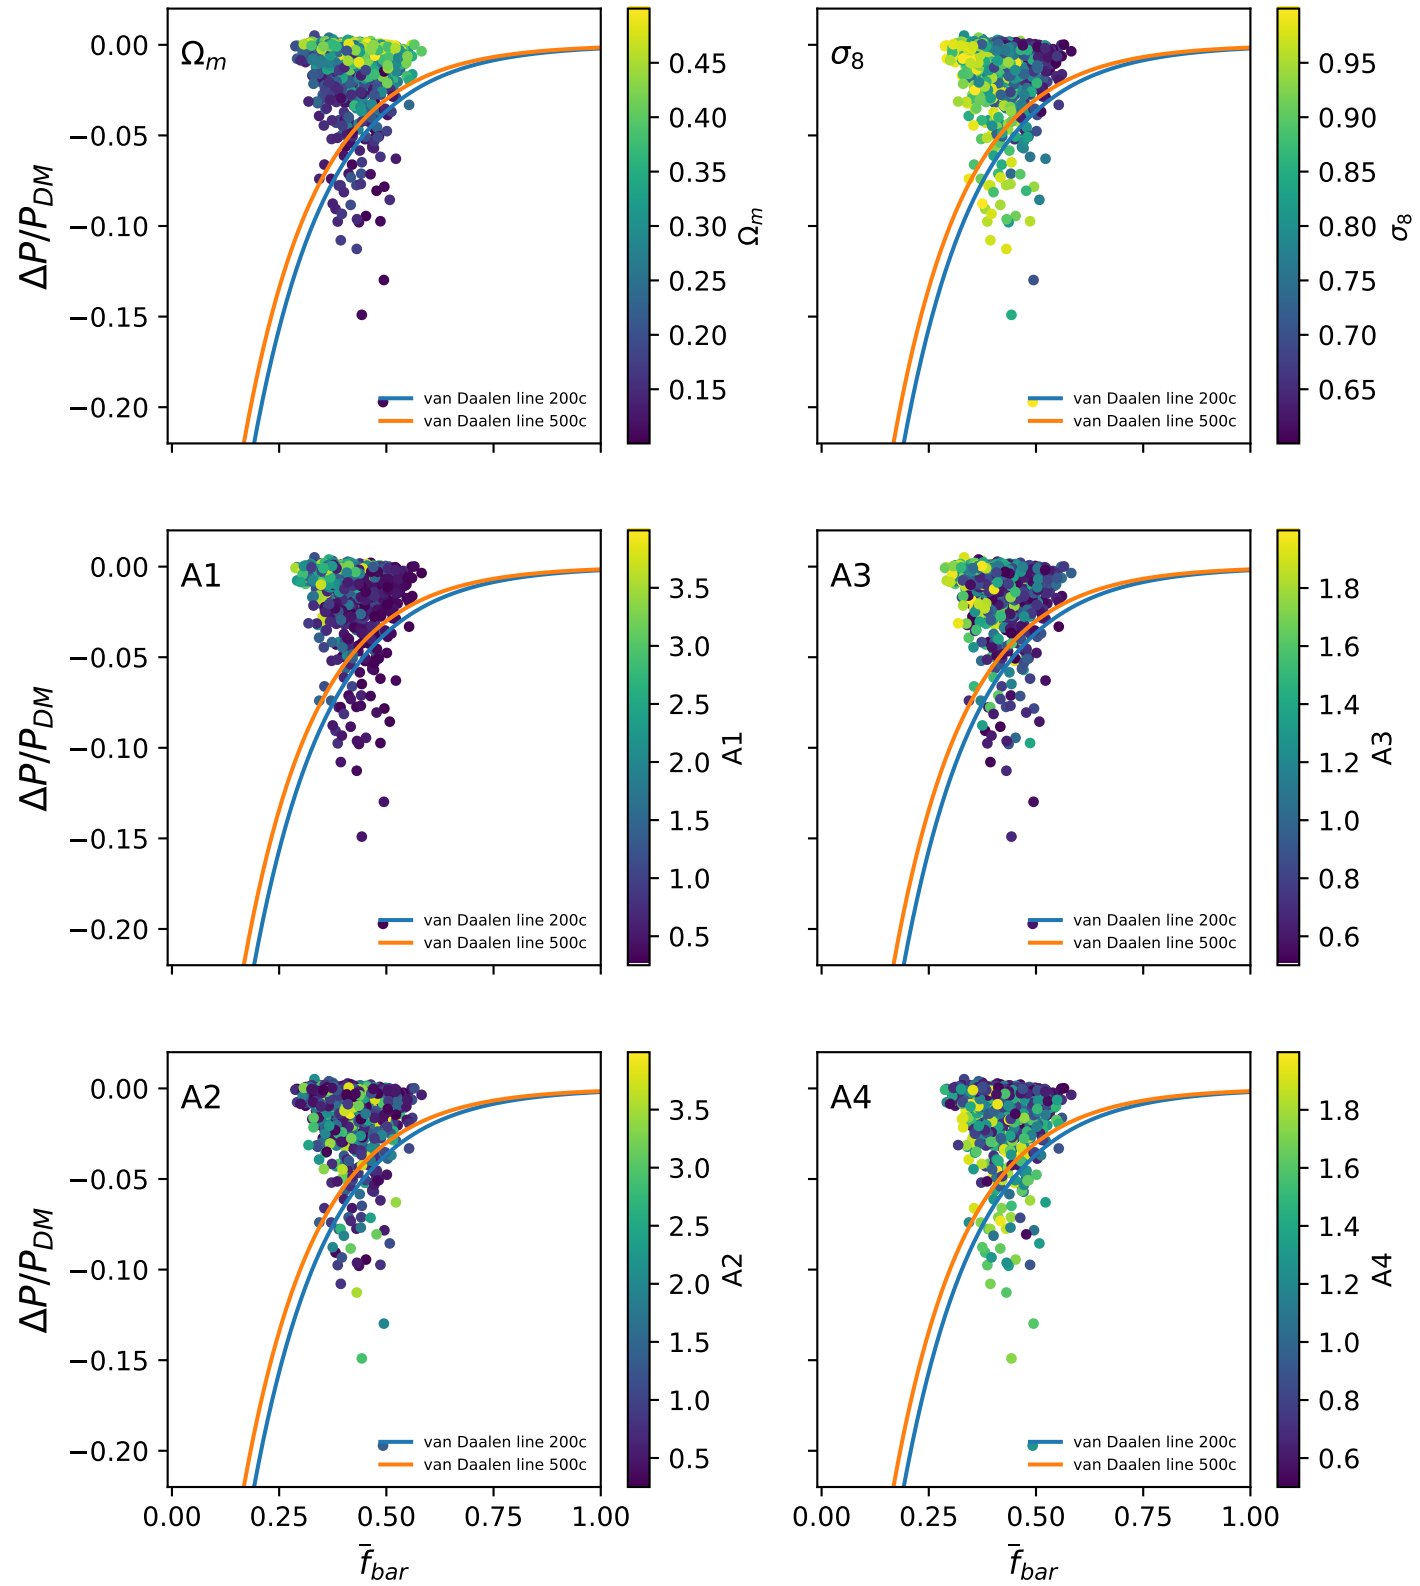 Ω_m
ΔP/P_DM
0.00
−0.05
−0.10
−0.15
−0.20
van Daalen line 200c
van Daalen line 500c
0.45
0.40
0.35
0.30
0.25
0.20
0.15
Ω_m
σ_8
van Daalen line 200c
van Daalen line 500c
0.95
0.90
0.85
0.80
0.75
0.70
0.65
σ_8
A1
ΔP/P_DM
0.00
−0.05
−0.10
−0.15
−0.20
van Daalen line 200c
van Daalen line 500c
3.5
3.0
2.5
2.0
1.5
1.0
0.5
A1
A3
van Daalen line 200c
van Daalen line 500c
1.8
1.6
1.4
1.2
1.0
0.8
0.6
A3
A2
ΔP/P_DM
0.00
−0.05
−0.10
−0.15
−0.20
van Daalen line 200c
van Daalen line 500c
0.00 0.25 0.50 0.75 1.00
f̄_bar
3.5
3.0
2.5
2.0
1.5
1.0
0.5
A2
A4
van Daalen line 200c
van Daalen line 500c
0.00 0.25 0.50 0.75 1.00
f̄_bar
1.8
1.6
1.4
1.2
1.0
0.8
0.6
A4